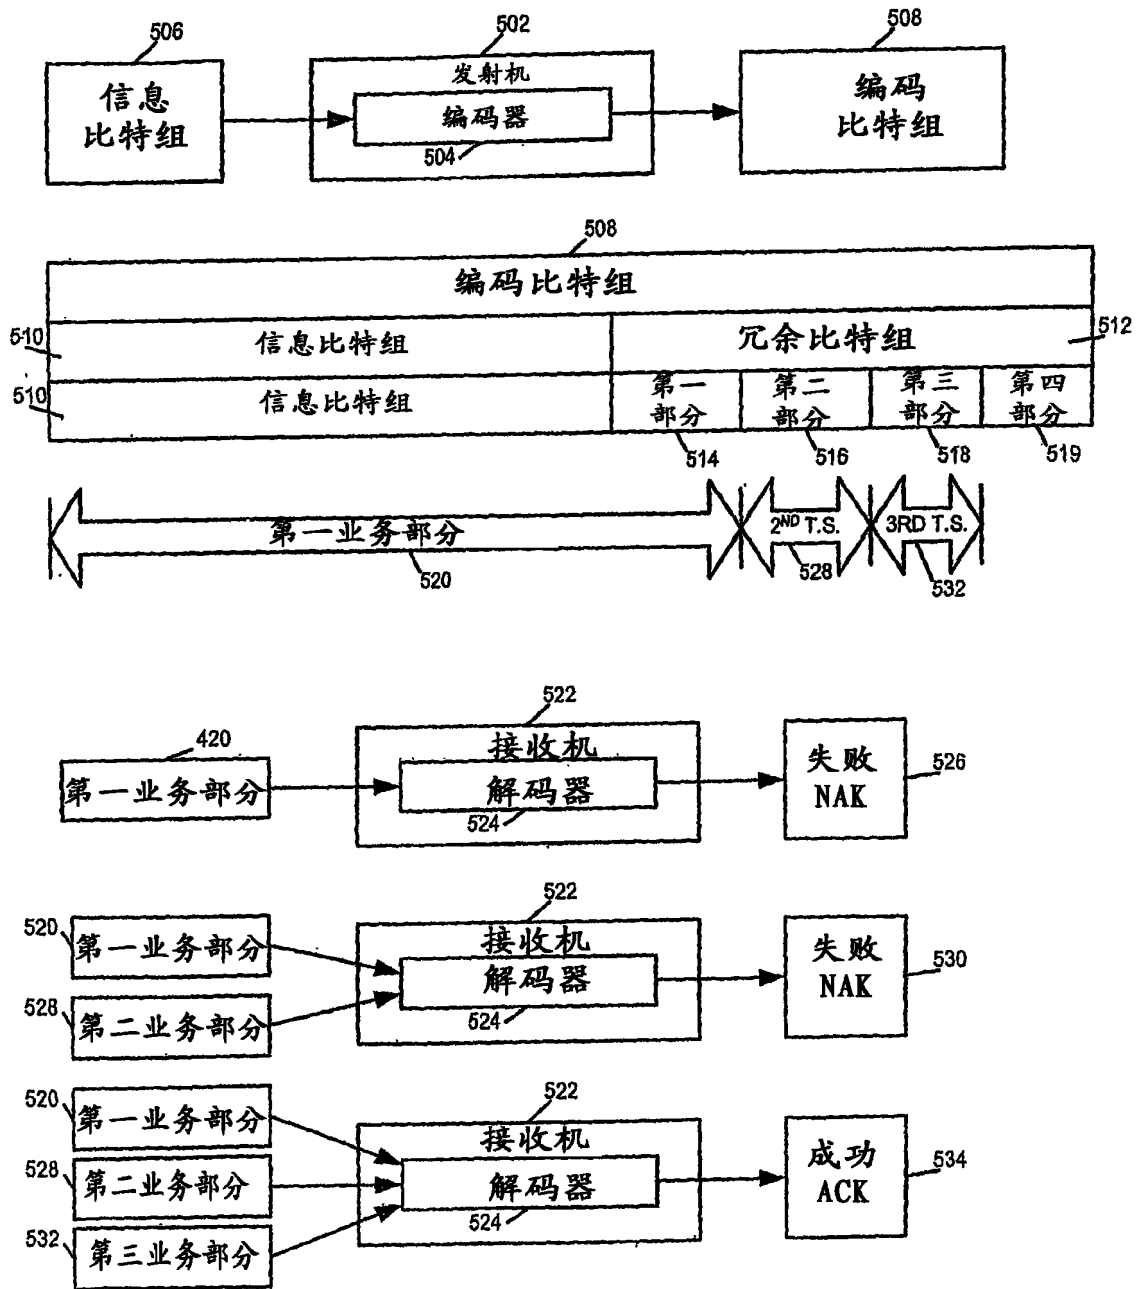 506
502
508
信息
比特组
发射机
编码器
504
编码
比特组
508
编码比特组
510
信息比特组
冗余比特组
512
510
信息比特组
第一
部分
第二
部分
第三
部分
第四
部分
514
516
518
519
第一业务部分
2ND T.S.
3RD T.S.
520
528
532
420
第一业务部分
522
接收机
解码器
524
失败
NAK
526
520
第一业务部分
528
第二业务部分
522
接收机
解码器
524
失败
NAK
530
520
第一业务部分
528
第二业务部分
532
第三业务部分
522
接收机
解码器
524
成功
ACK
534